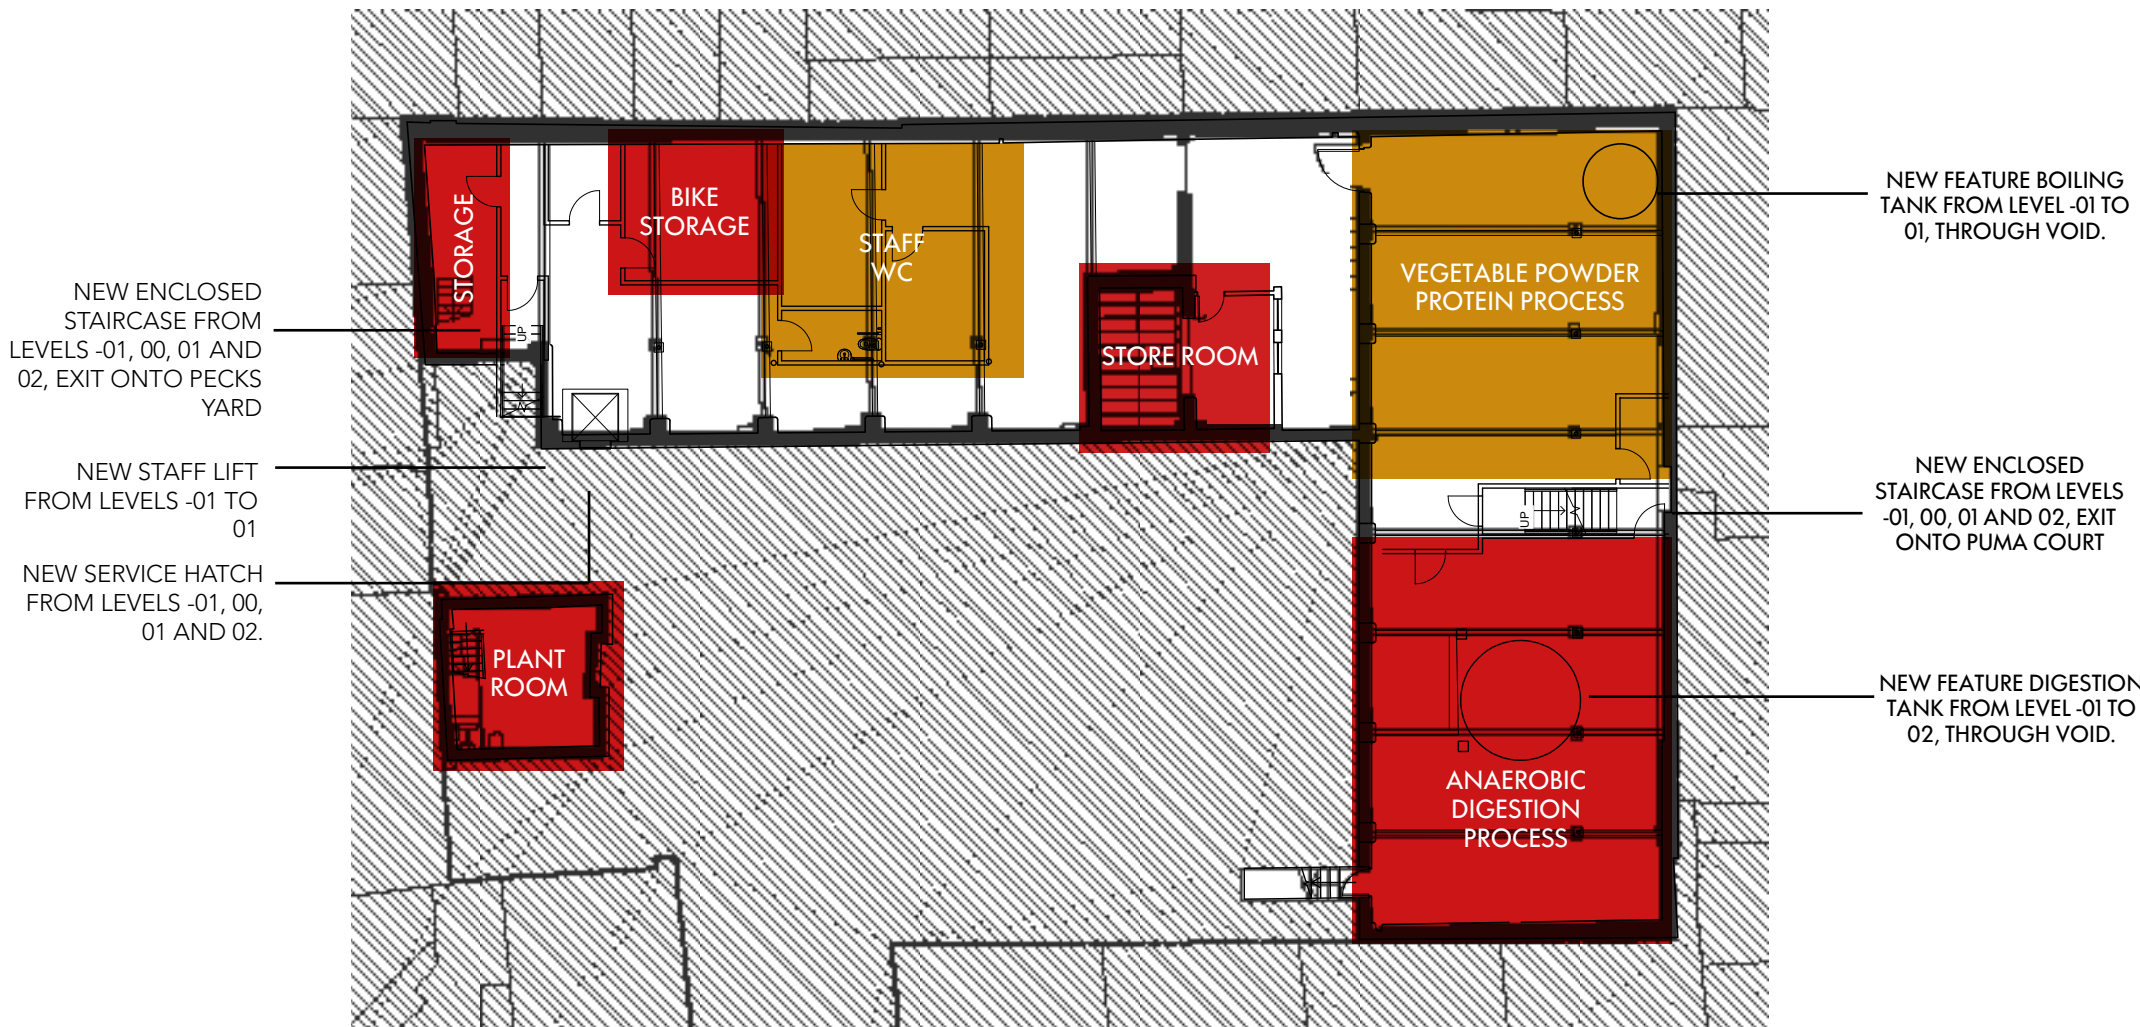 NEW ENCLOSED
STAIRCASE FROM
LEVELS -01, 00, 01 AND
02, EXIT ONTO PECKS
YARD
NEW STAFF LIFT
FROM LEVELS -01 TO
01
NEW SERVICE HATCH
FROM LEVELS -01, 00,
01 AND 02.
STORAGE
UP
BIKE
STORAGE
STAFF
WC
STORE ROOM
PLANT
ROOM
VEGETABLE POWDER
PROTEIN PROCESS
UP
ANAEROBIC
DIGESTION
PROCESS
NEW FEATURE BOILING
TANK FROM LEVEL -01 TO
01, THROUGH VOID.
NEW ENCLOSED
STAIRCASE FROM LEVELS
-01, 00, 01 AND 02, EXIT
ONTO PUMA COURT
NEW FEATURE DIGESTION
TANK FROM LEVEL -01 TO
02, THROUGH VOID.